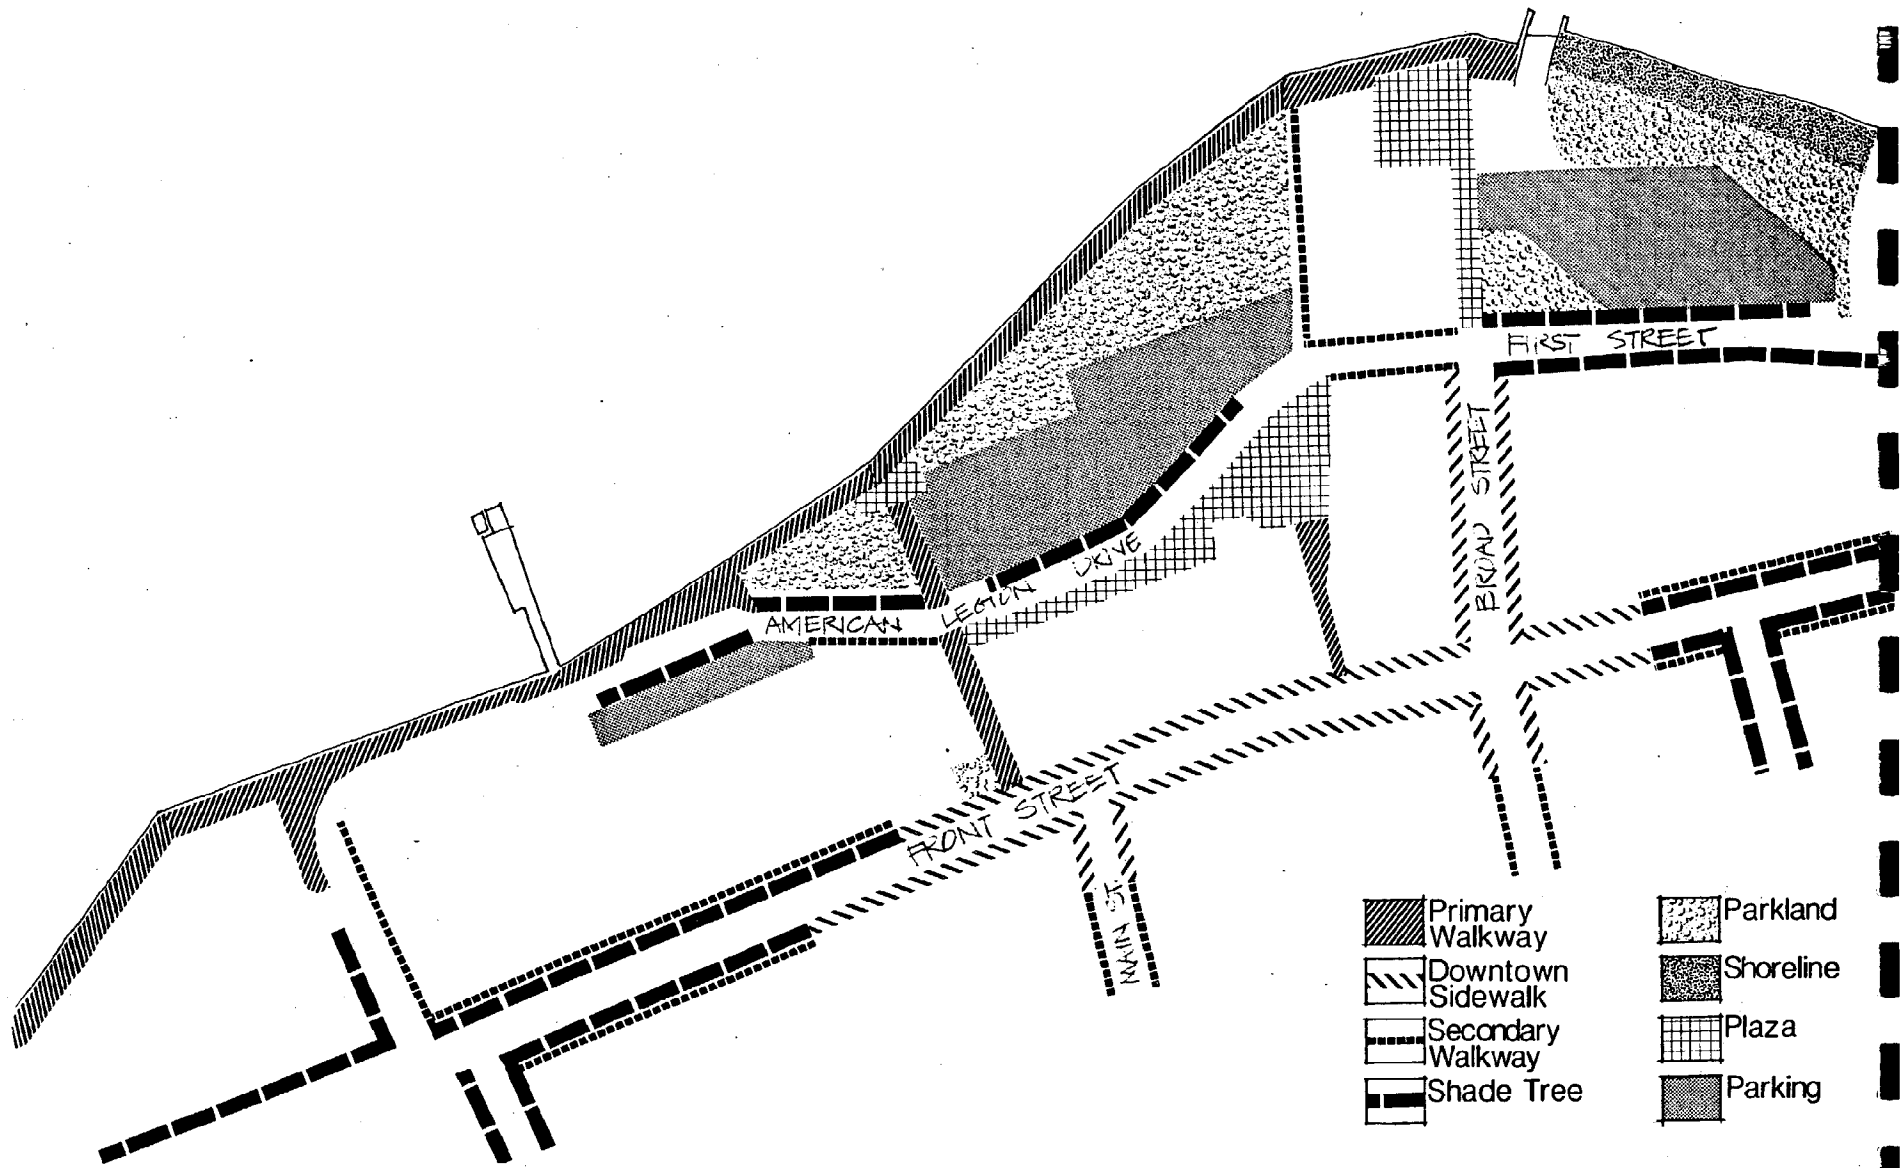 FIRST STREET
BROAD STREET
AMERICAN LEGION DRIVE
FRONT STREET
MAIN ST.
Primary
Walkway
Downtown
Sidewalk
Secondary
Walkway
Shade Tree
Parkland
Shoreline
Plaza
Parking